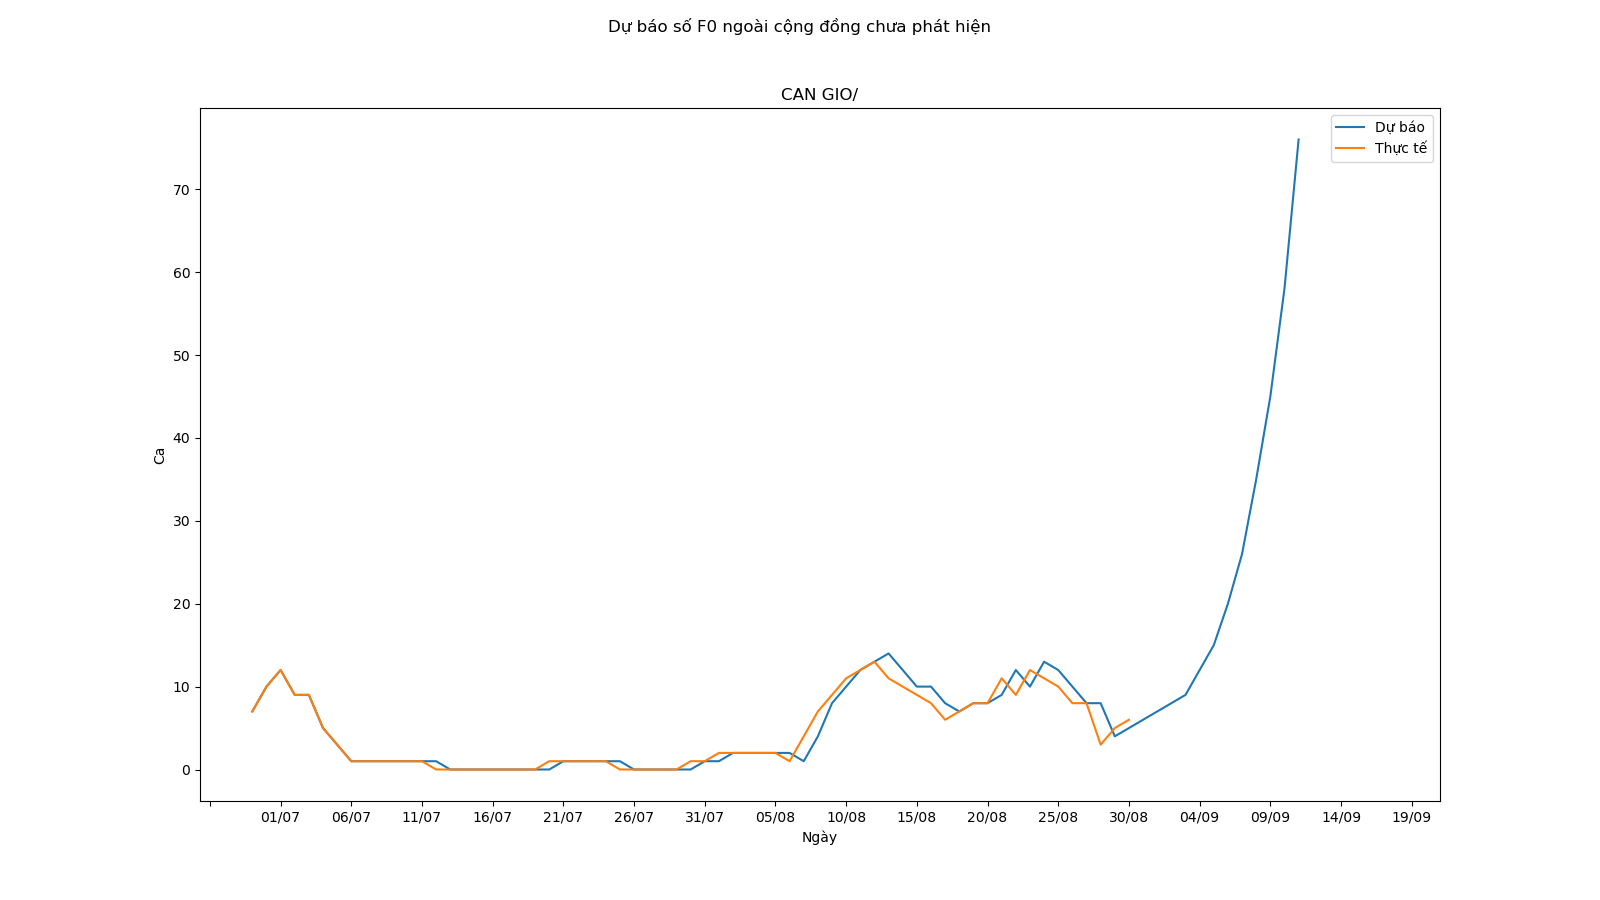 Dự báo số F0 ngoài cộng đồng chưa phát hiện
CAN GIO/
Dự báo
Thực tế
70
60
50
40
30
20
10
0
Ca
01/07 06/07 11/07 16/07 21/07 26/07 31/07 05/08 10/08 15/08 20/08 25/08 30/08 04/09 09/09 14/09 19/09
Ngày